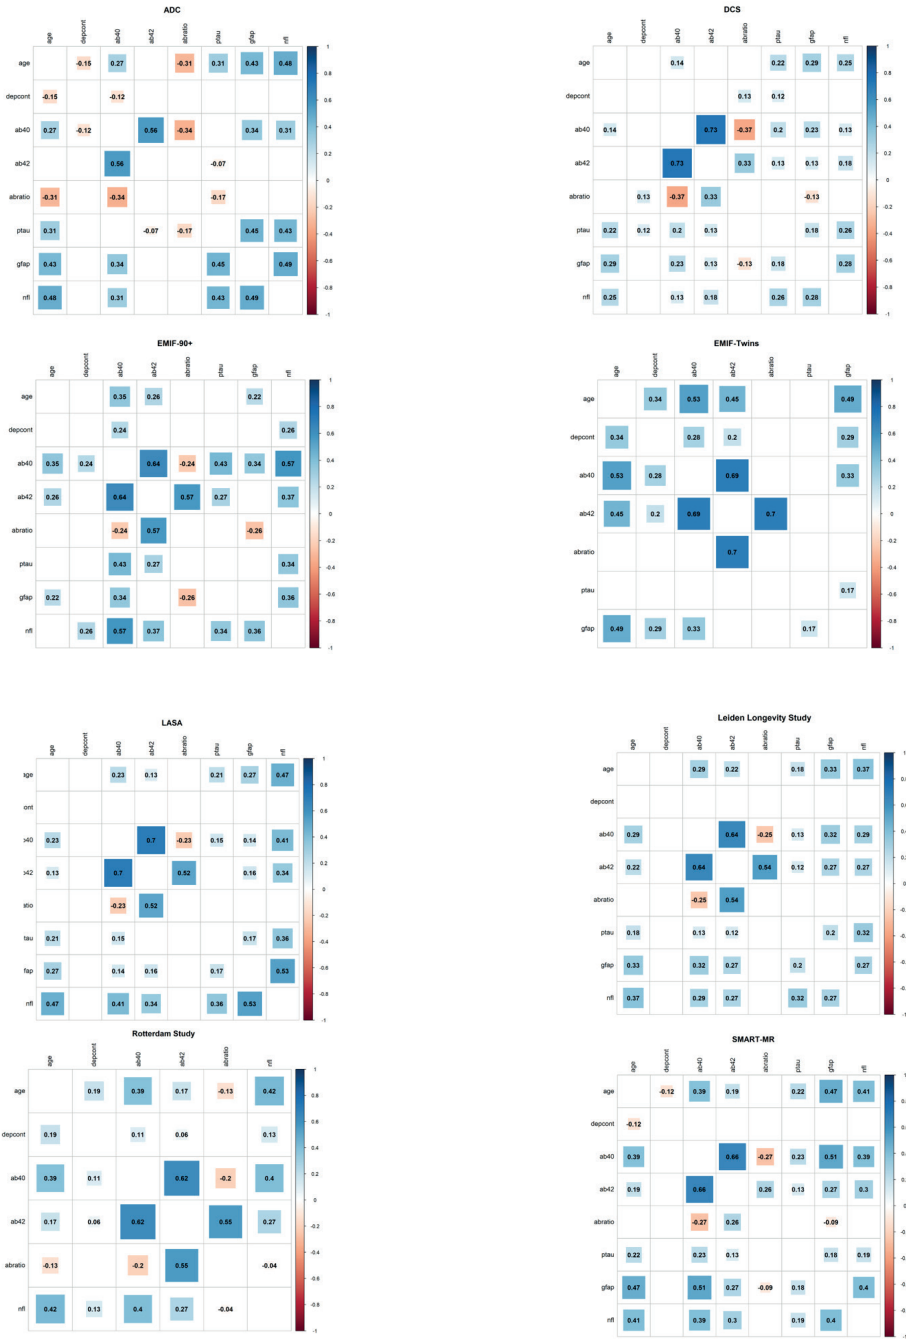 ADC
age depcont ab40 ab42 abratio ptau gfap nfl
age -0.15 0.27 -0.31 0.31 0.43 0.48
depcont -0.15 -0.12
ab40 0.27 -0.12 0.56 -0.34 0.34 0.31
ab42 0.56 -0.07
abratio -0.31 -0.34 -0.17
ptau 0.31 -0.07 -0.17 0.45 0.43
gfap 0.43 0.34 0.45 0.49
nfl 0.48 0.31 0.43 0.49
1
0.8
0.6
0.4
0.2
0
-0.2
-0.4
-0.6
-0.8
-1
DCS
age depcont ab40 ab42 abratio ptau gfap nfl
age 0.14 0.22 0.29 0.25
depcont 0.13 0.12
ab40 0.14 0.73 -0.37 0.2 0.23 0.13
ab42 0.73 0.33 0.13 0.13 0.18
abratio 0.13 -0.37 0.33 -0.13
ptau 0.22 0.12 0.2 0.13 0.18 0.26
gfap 0.29 0.23 0.13 -0.13 0.18 0.28
nfl 0.25 0.13 0.18 0.26 0.28
1
0.8
0.6
0.4
0.2
0
-0.2
-0.4
-0.6
-0.8
-1
EMIF-90+
age depcont ab40 ab42 abratio ptau gfap nfl
age 0.35 0.26 0.22
depcont 0.24 0.26
ab40 0.35 0.24 0.64 -0.24 0.43 0.34 0.57
ab42 0.26 0.64 0.57 0.27 0.37
abratio -0.24 0.57 -0.26
ptau 0.43 0.27 0.34
gfap 0.22 0.34 -0.26 0.36
nfl 0.26 0.57 0.37 0.34 0.36
1
0.8
0.6
0.4
0.2
0
-0.2
-0.4
-0.6
-0.8
-1
EMIF-Twins
age depcont ab40 ab42 abratio ptau gfap
age 0.34 0.53 0.45 0.49
depcont 0.34 0.28 0.2 0.29
ab40 0.53 0.28 0.69 0.33
ab42 0.45 0.2 0.69 0.7
abratio 0.7
ptau 0.17
gfap 0.49 0.29 0.33 0.17
1
0.8
0.6
0.4
0.2
0
-0.2
-0.4
-0.6
-0.8
-1
LASA
age depcont ab40 ab42 abratio ptau gfap nfl
age 0.23 0.13 0.21 0.27 0.47
ont
b40 0.23 0.7 -0.23 0.15 0.14 0.41
b42 0.13 0.7 0.52 0.16 0.34
atio -0.23 0.52
tau 0.21 0.15 0.17 0.36
fap 0.27 0.14 0.16 0.17 0.53
nfl 0.47 0.41 0.34 0.36 0.53
1
0.8
0.6
0.4
0.2
0
-0.2
-0.4
-0.6
-0.8
-1
Leiden Longevity Study
age depcont ab40 ab42 abratio ptau gfap nfl
age 0.29 0.22 0.18 0.33 0.37
depcont
ab40 0.29 0.64 -0.25 0.13 0.32 0.29
ab42 0.22 0.64 0.54 0.12 0.27 0.27
abratio -0.25 0.54
ptau 0.18 0.13 0.12 0.2 0.32
gfap 0.33 0.32 0.27 0.2 0.27
nfl 0.37 0.29 0.27 0.32 0.27
Rotterdam Study
age depcont ab40 ab42 abratio nfl
age 0.19 0.39 0.17 -0.13 0.42
depcont 0.19 0.11 0.06 0.13
ab40 0.39 0.11 0.62 -0.2 0.4
ab42 0.17 0.06 0.62 0.55 0.27
abratio -0.13 -0.2 0.55 -0.04
nfl 0.42 0.13 0.4 0.27 -0.04
1
0.8
0.6
0.4
0.2
0
-0.2
-0.4
-0.6
-0.8
-1
SMART-MR
age depcont ab40 ab42 abratio ptau gfap nfl
age -0.12 0.39 0.19 0.22 0.47 0.41
depcont -0.12
ab40 0.39 0.66 -0.27 0.23 0.51 0.39
ab42 0.19 0.66 0.26 0.13 0.27 0.3
abratio -0.27 0.26 -0.09
ptau 0.22 0.23 0.13 0.18 0.19
gfap 0.47 0.51 0.27 -0.09 0.18 0.4
nfl 0.41 0.39 0.3 0.19 0.4